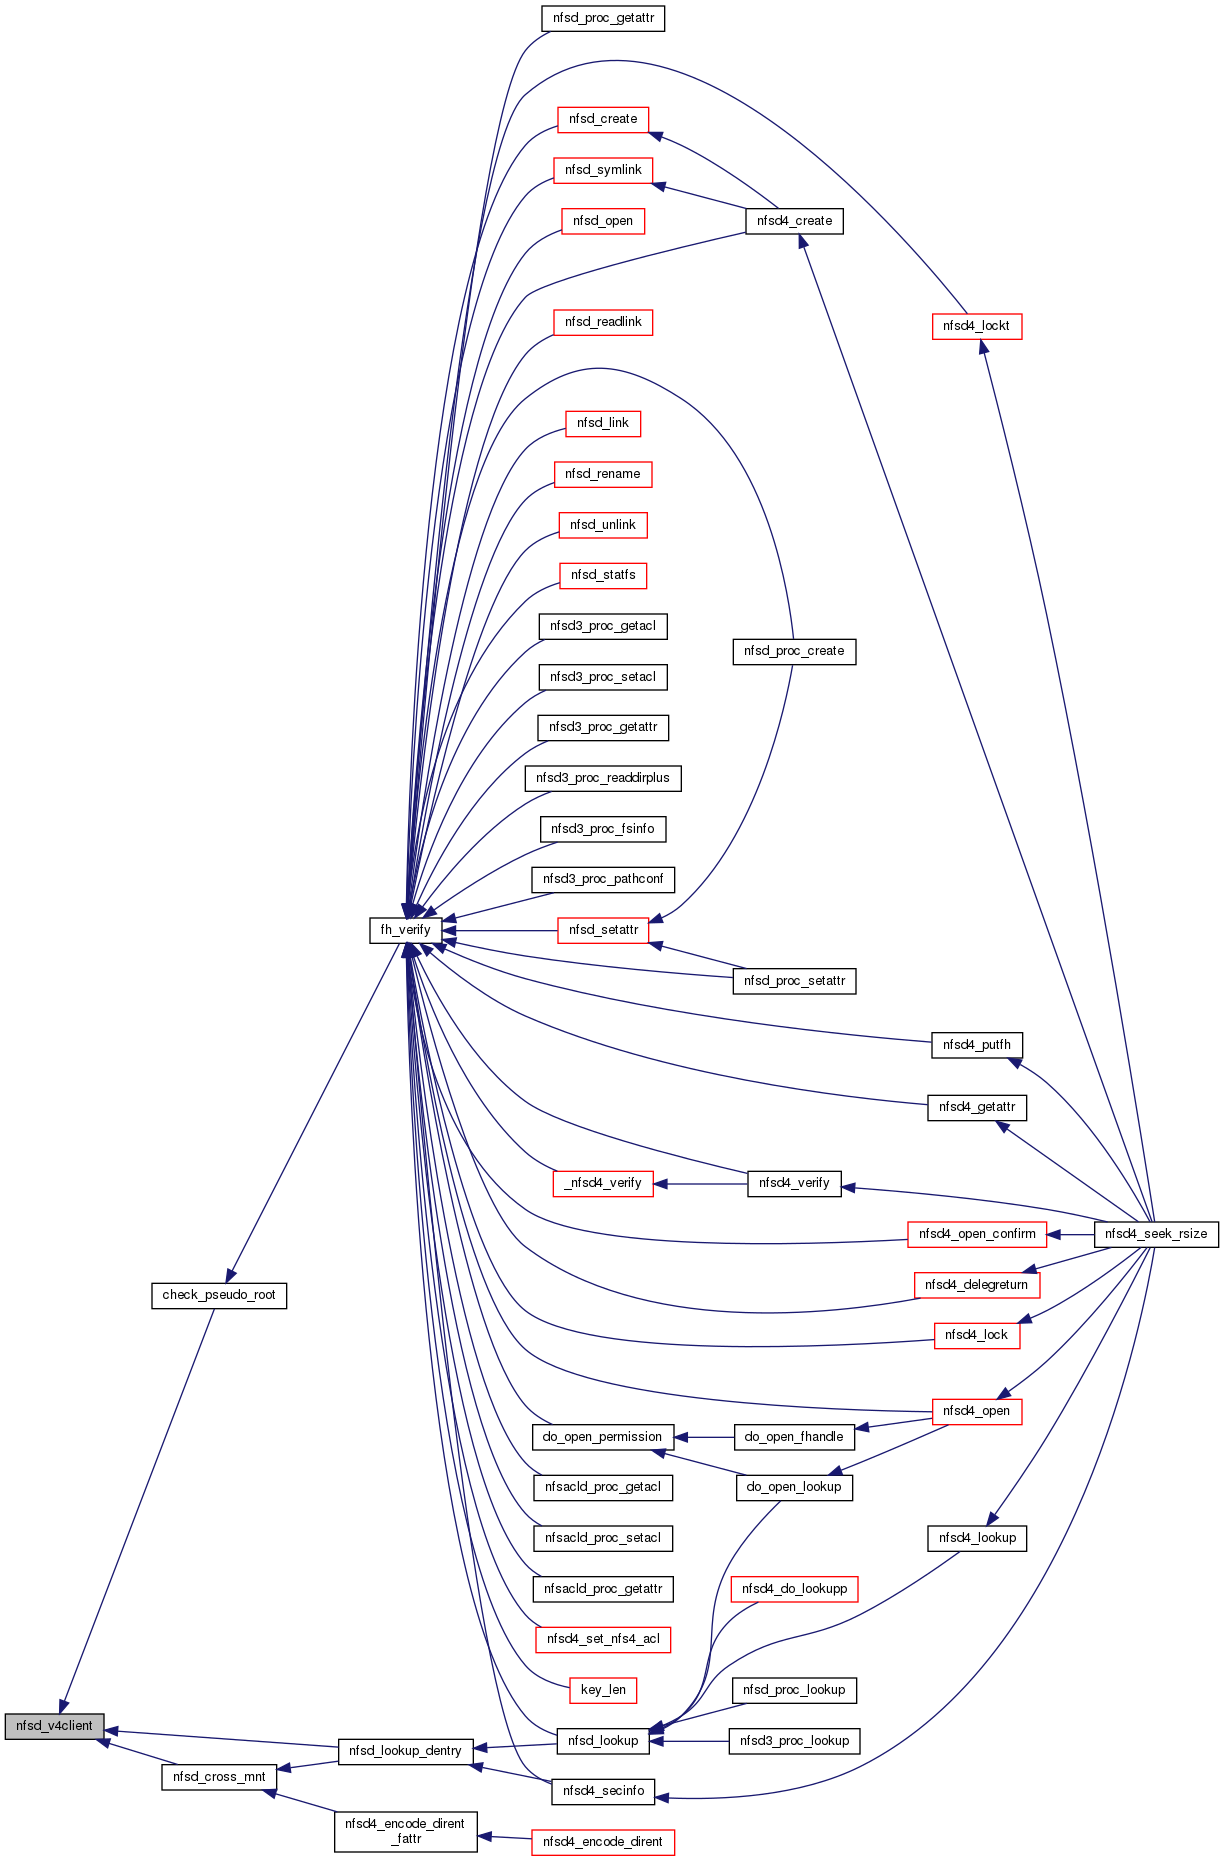 nfsd_proc_getattr
nfsd_create
nfsd_symlink
nfsd_open
nfsd4_create
nfsd_readlink
nfsd4_lockt
nfsd_link
nfsd_rename
nfsd_unlink
nfsd_statfs
nfsd3_proc_getacl
nfsd_proc_create
nfsd3_proc_setacl
nfsd3_proc_getattr
nfsd3_proc_readdirplus
nfsd3_proc_fsinfo
nfsd3_proc_pathconf
fh_verify
nfsd_setattr
nfsd_proc_setattr
nfsd4_putfh
nfsd4_getattr
_nfsd4_verify
nfsd4_verify
nfsd4_open_confirm
nfsd4_seek_rsize
nfsd4_delegreturn
check_pseudo_root
nfsd4_lock
nfsd4_open
do_open_permission
do_open_fhandle
nfsacld_proc_getacl
do_open_lookup
nfsacld_proc_setacl
nfsd4_lookup
nfsacld_proc_getattr
nfsd4_do_lookupp
nfsd4_set_nfs4_acl
key_len
nfsd_proc_lookup
nfsd_v4client
nfsd_lookup_dentry
nfsd_lookup
nfsd3_proc_lookup
nfsd_cross_mnt
nfsd4_secinfo
nfsd4_encode_dirent
_fattr
nfsd4_encode_dirent